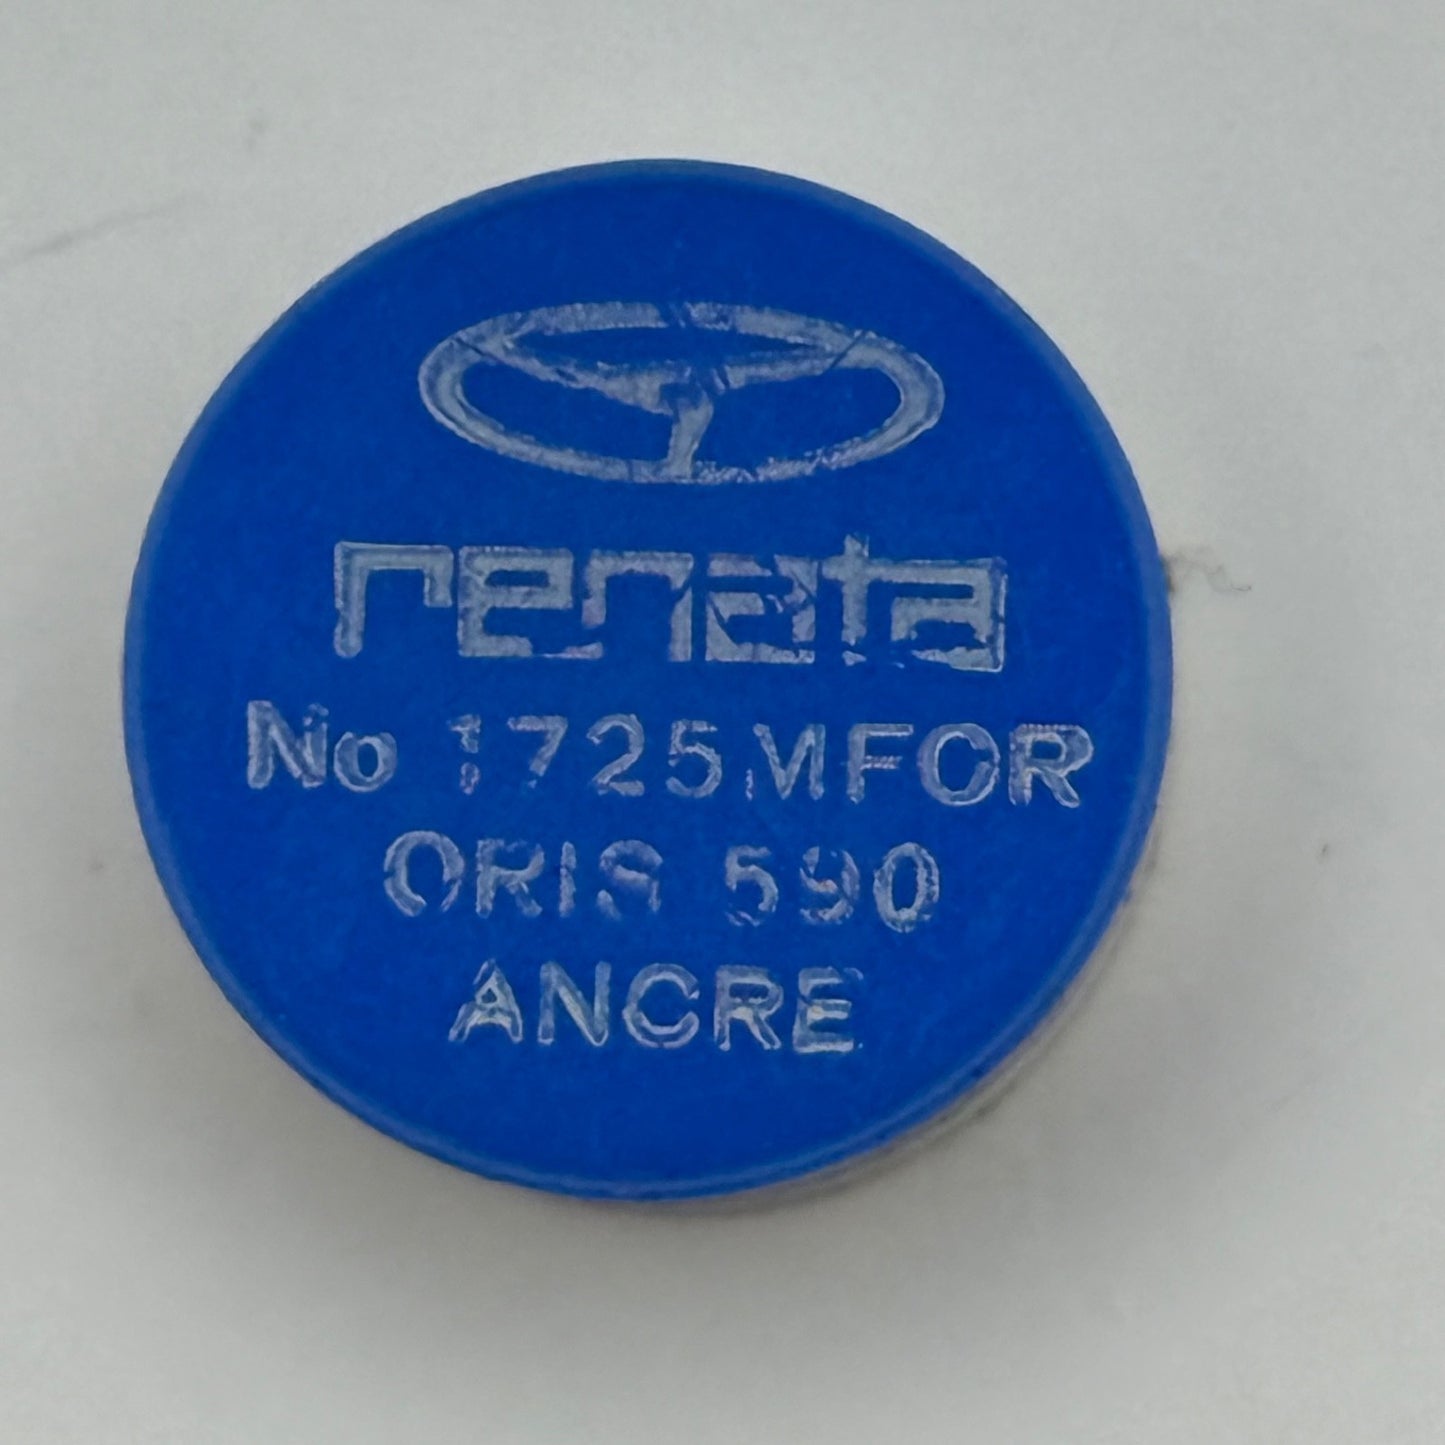 renata
No 1725MFOR
ORIS 590
ANCRE